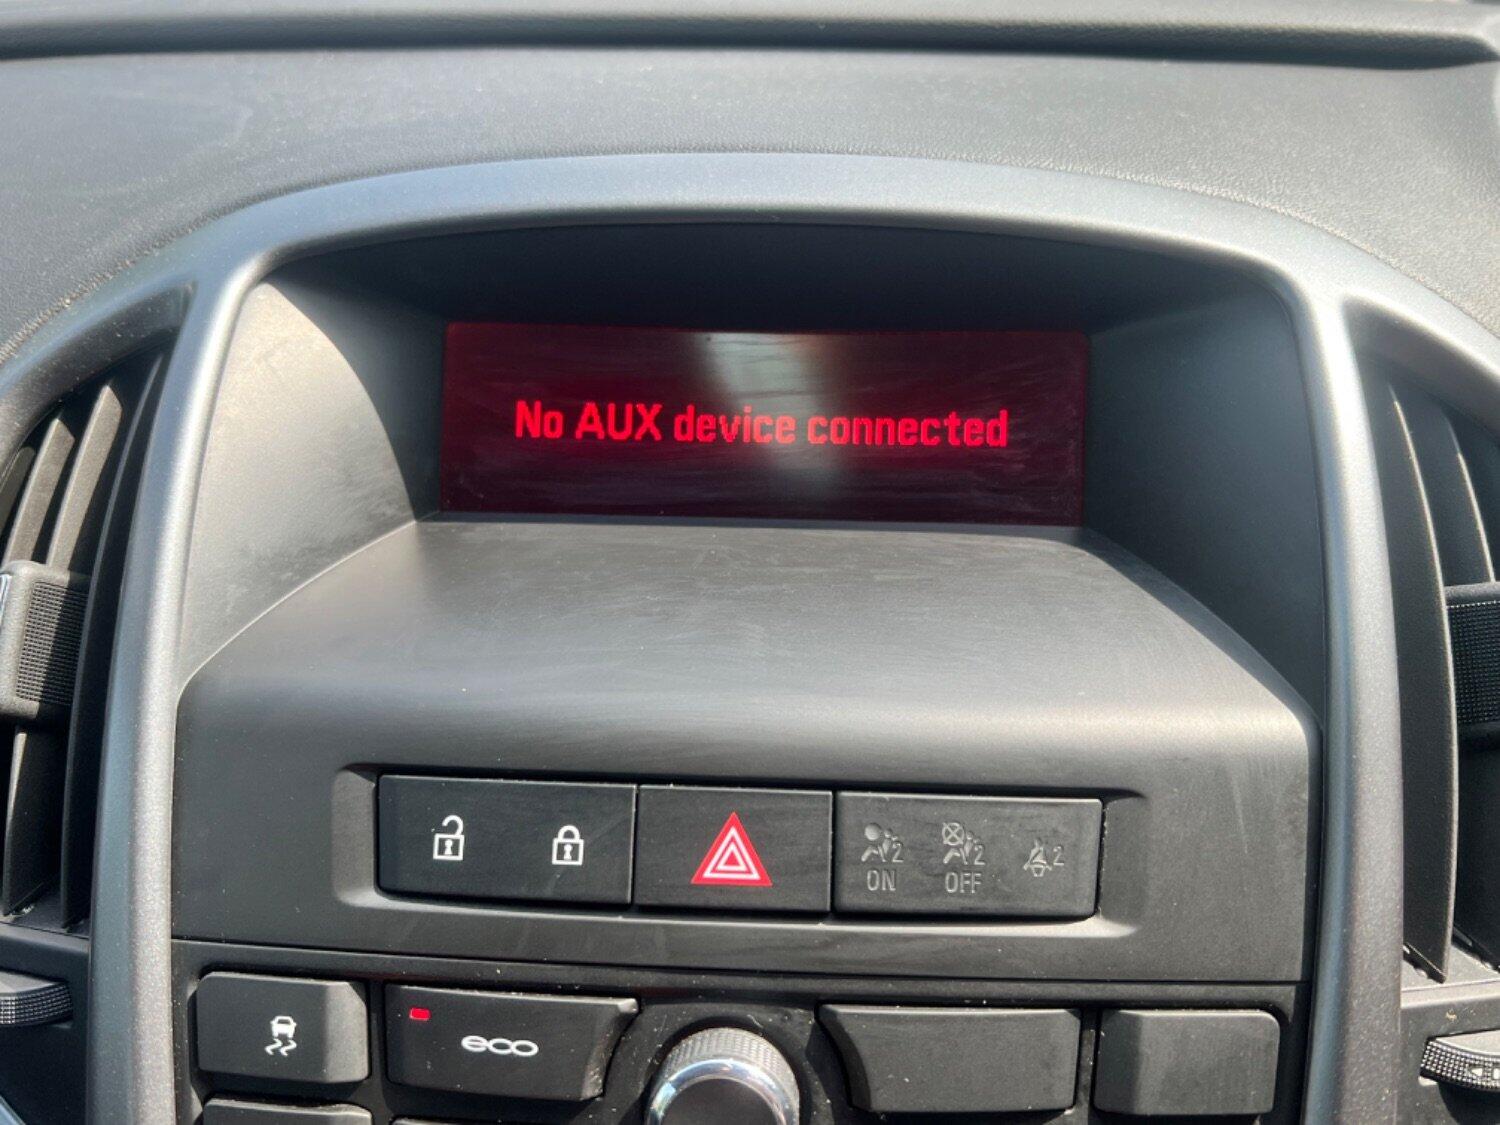 No AUX device connected
2 2 2
ON OFF
eco